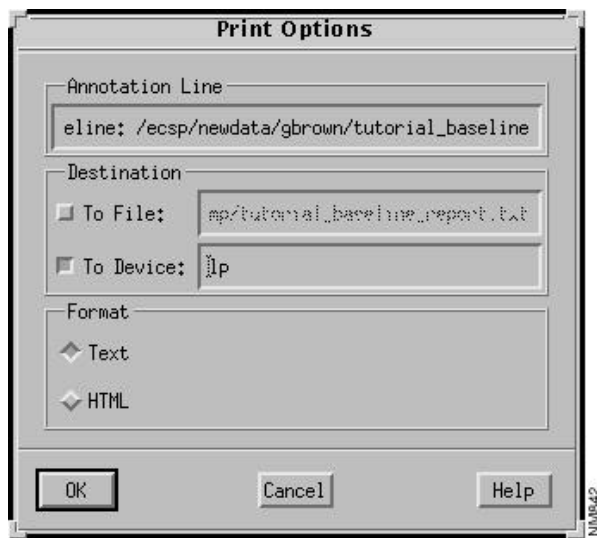 Print Options
Annotation Line
eline: /ecsp/newdata/gbrown/tutorial_baseline
Destination
To File: mp/tutorial_baseline_report.txt
To Device: lp
Format
Text
HTML
OK Cancel Help
NM842